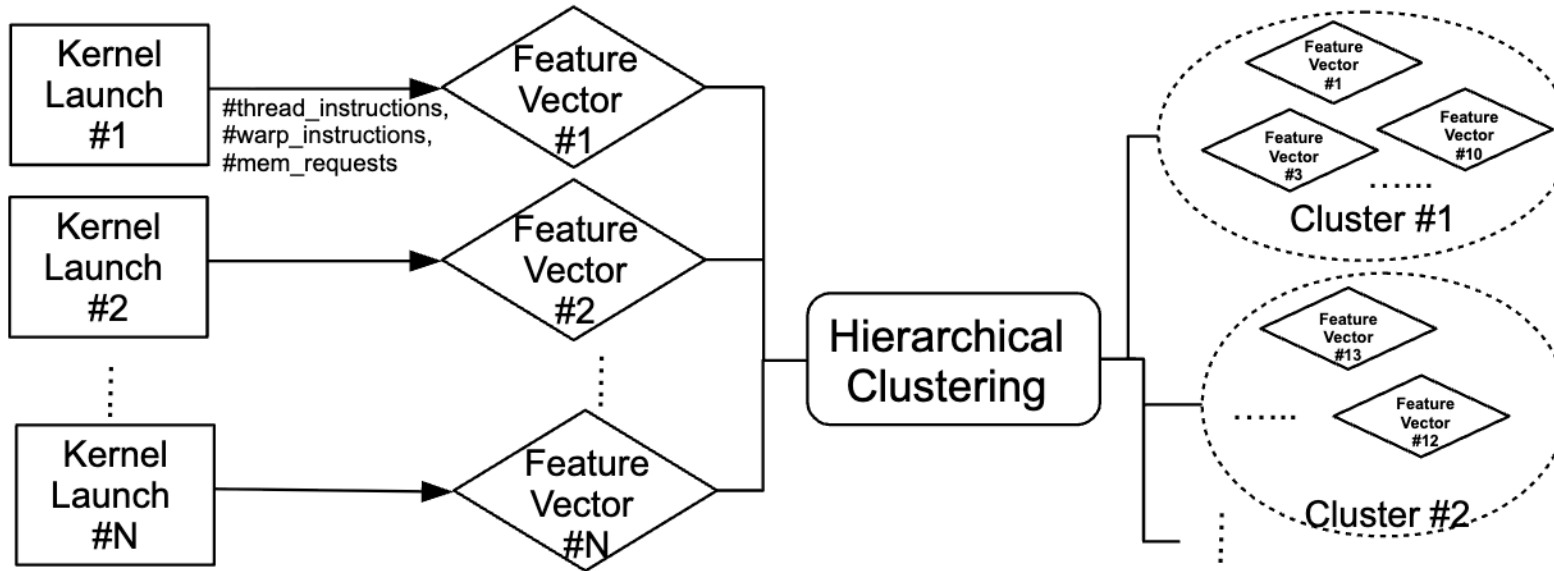 Kernel
Launch
#1
#thread_instructions,
#warp_instructions,
#mem_requests
Feature
Vector
#1
Kernel
Launch
#2
Feature
Vector
#2
Kernel
Launch
#N
Feature
Vector
#N
Hierarchical
Clustering
Feature
Vector
#1
Feature
Vector
#3
Feature
Vector
#10
Cluster #1
Feature
Vector
#13
Feature
Vector
#12
Cluster #2